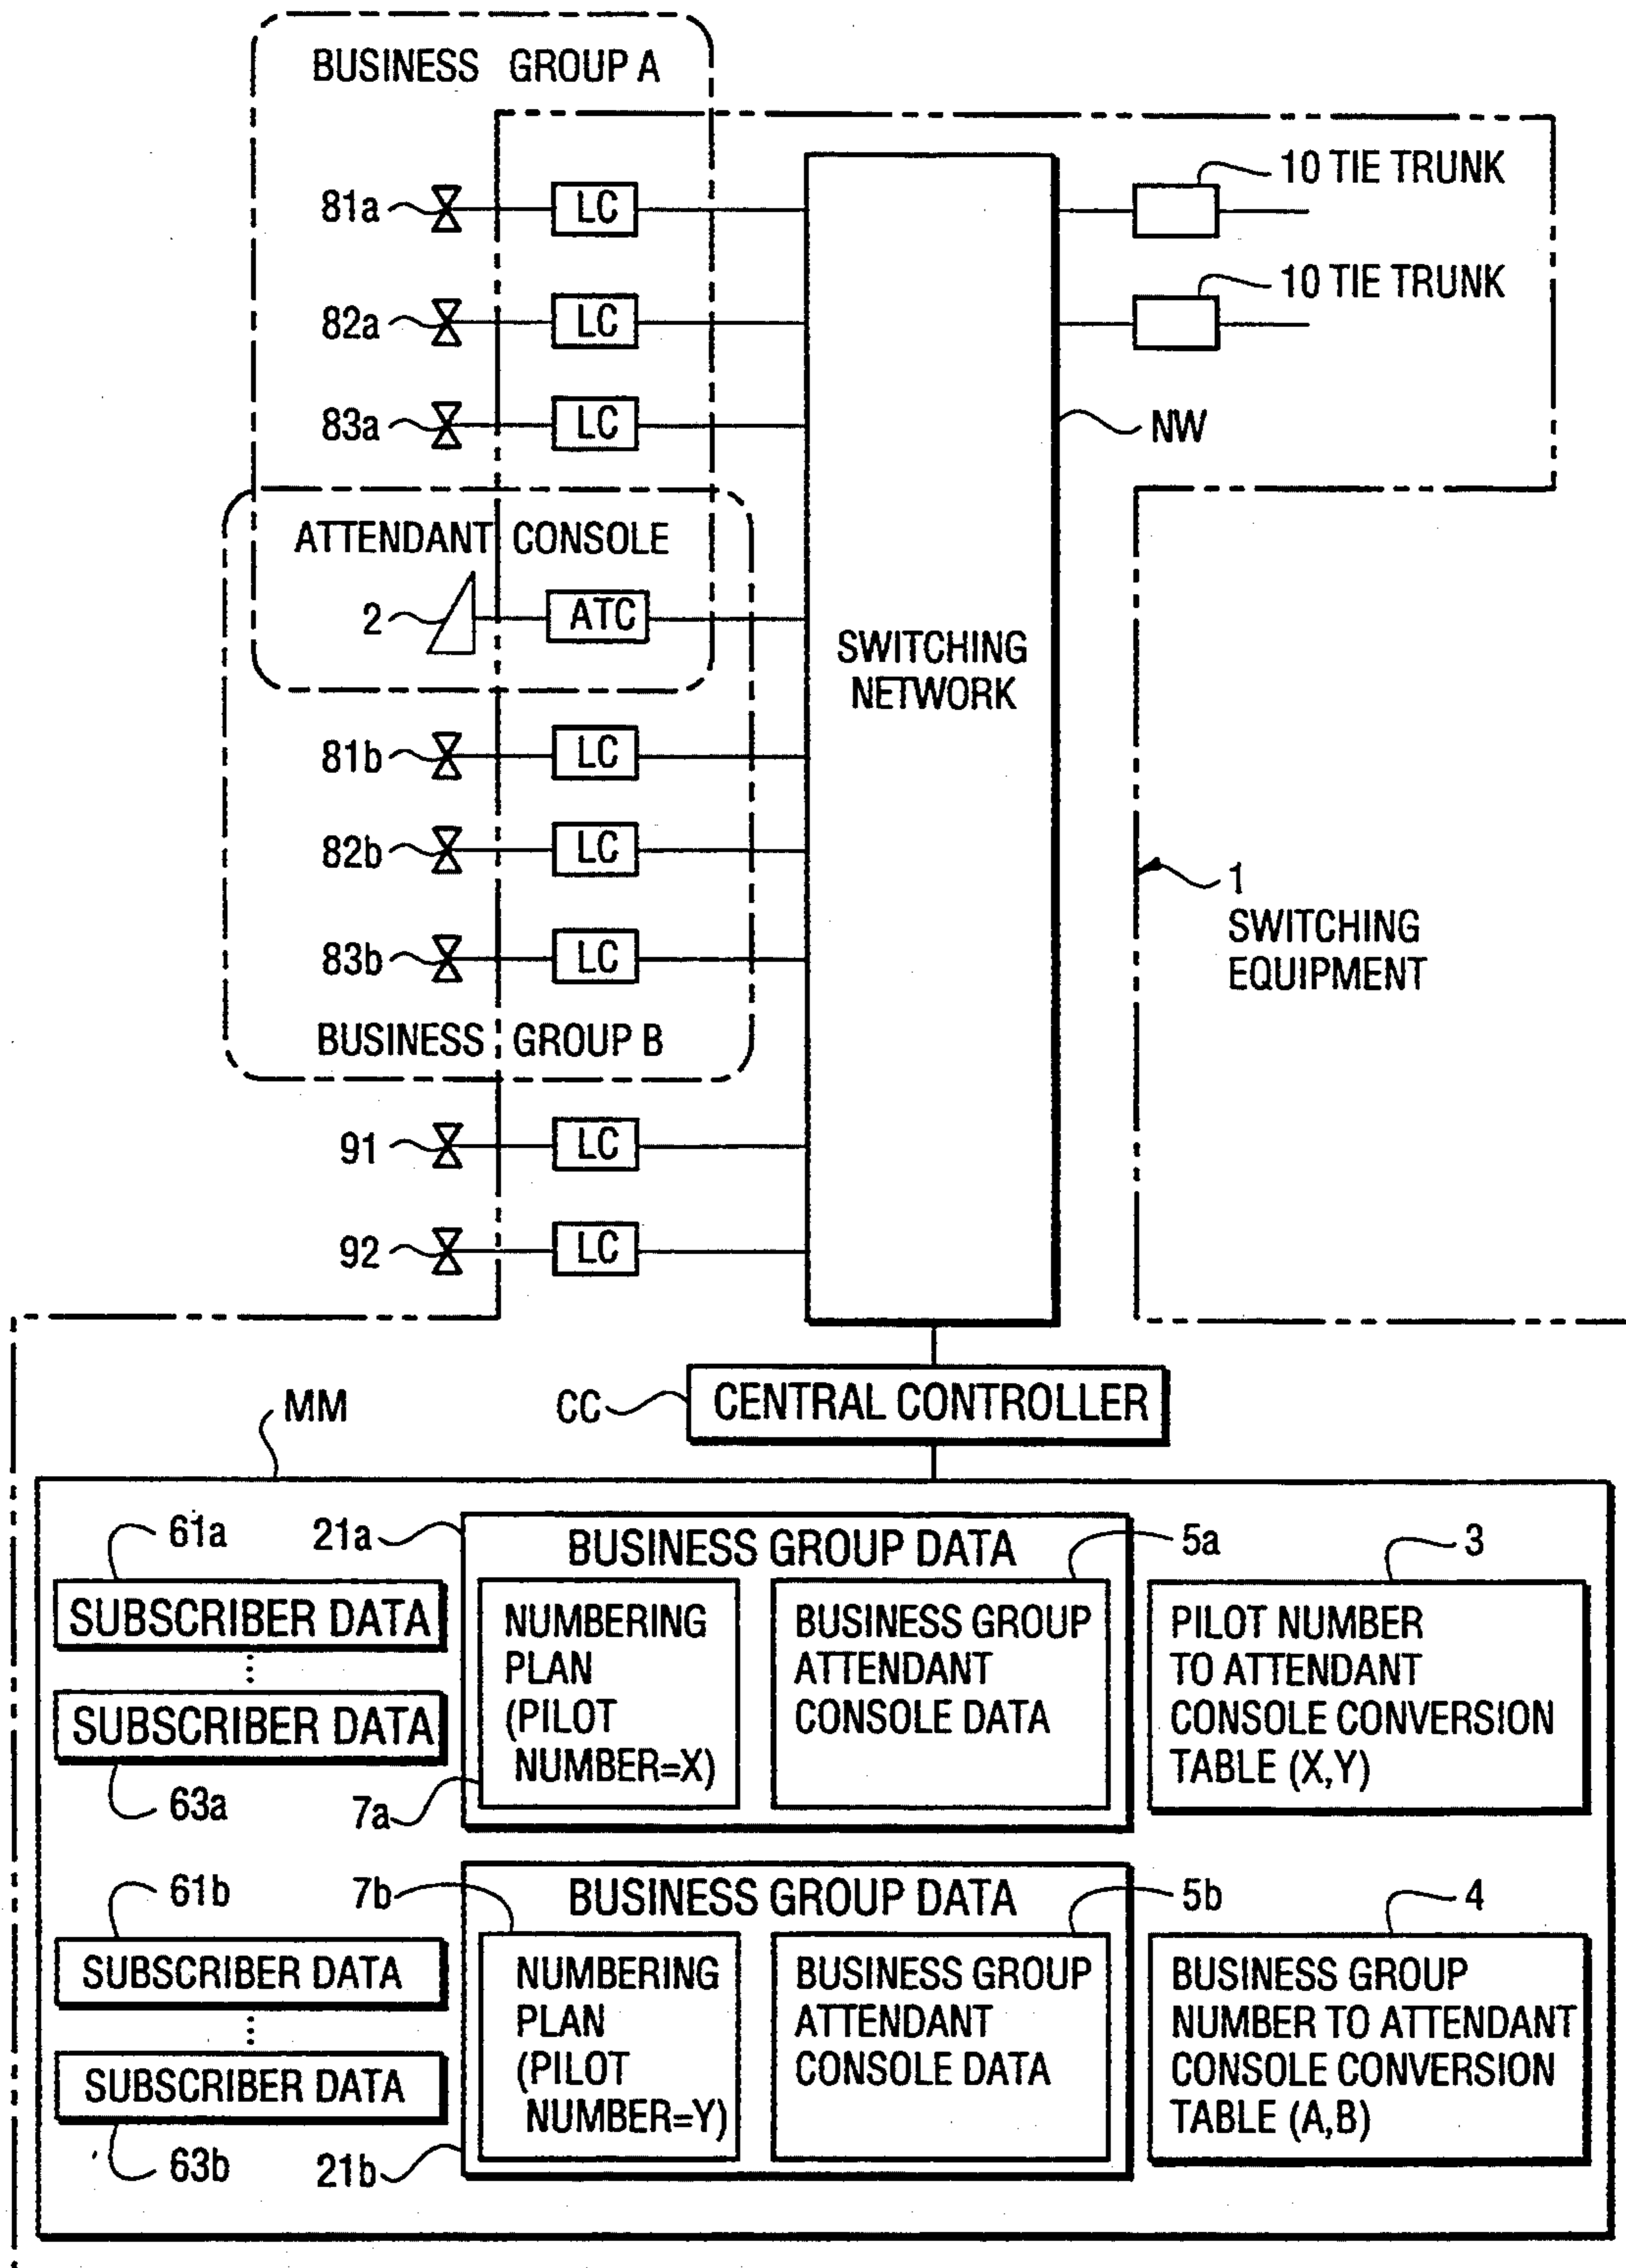 BUSINESS GROUP A
81a
LC
10 TIE TRUNK
82a
LC
10 TIE TRUNK
83a
LC
NW
ATTENDANT CONSOLE
2
ATC
SWITCHING
NETWORK
81b
LC
82b
LC
1
SWITCHING
EQUIPMENT
83b
LC
BUSINESS GROUP B
91
LC
92
LC
CC
CENTRAL CONTROLLER
MM
61a
21a
BUSINESS GROUP DATA
5a
3
SUBSCRIBER DATA
SUBSCRIBER DATA
63a
NUMBERING
PLAN
(PILOT
NUMBER=X)
7a
BUSINESS GROUP
ATTENDANT
CONSOLE DATA
PILOT NUMBER
TO ATTENDANT
CONSOLE CONVERSION
TABLE (X,Y)
61b
7b
BUSINESS GROUP DATA
5b
4
SUBSCRIBER DATA
SUBSCRIBER DATA
63b
NUMBERING
PLAN
(PILOT
NUMBER=Y)
21b
BUSINESS GROUP
ATTENDANT
CONSOLE DATA
BUSINESS GROUP
NUMBER TO ATTENDANT
CONSOLE CONVERSION
TABLE (A,B)